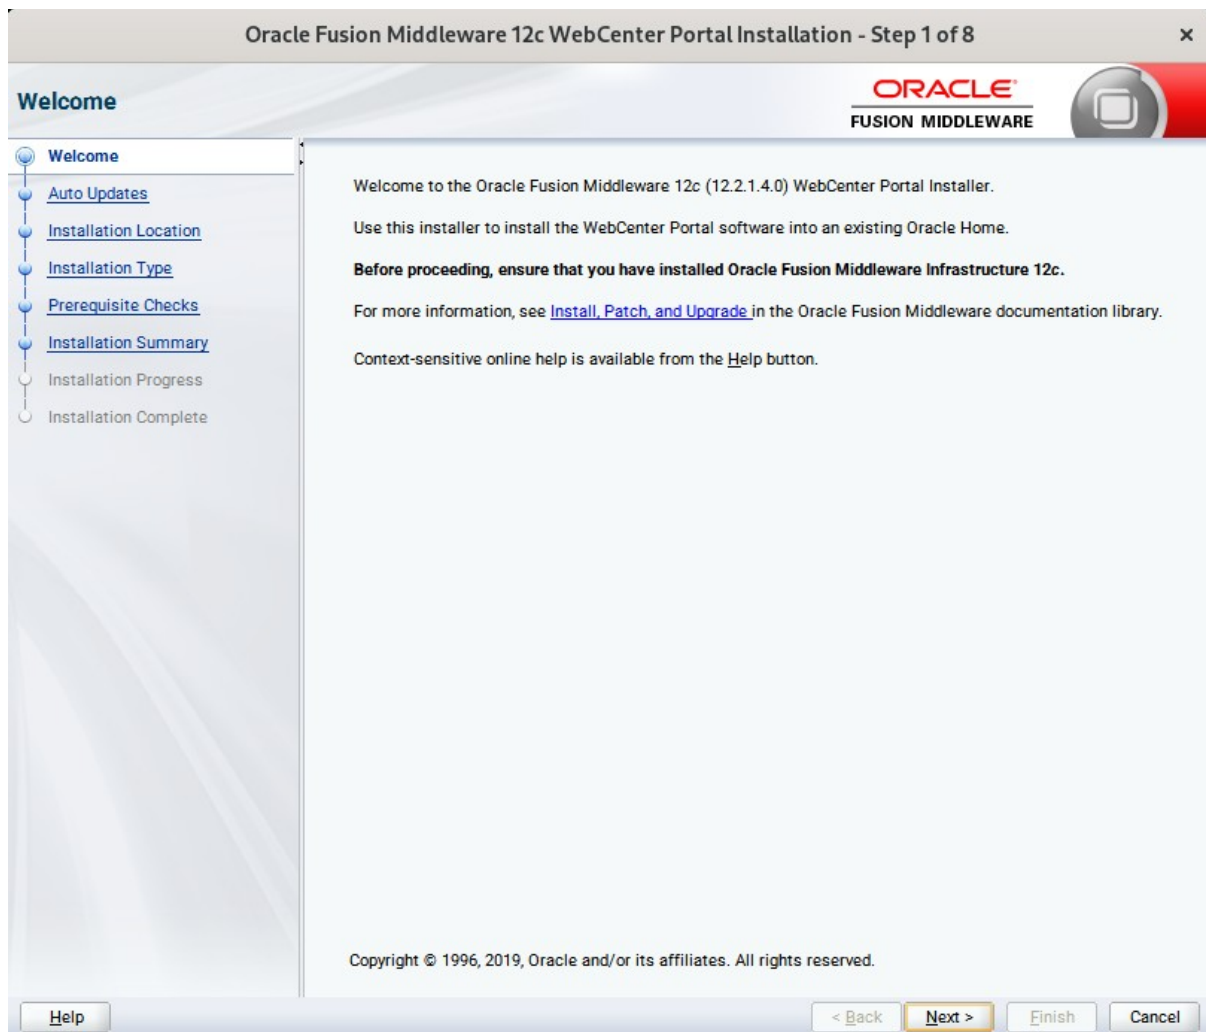 Oracle Fusion Middleware 12c WebCenter Portal Installation - Step 1 of 8
Welcome
ORACLE
FUSION MIDDLEWARE
Welcome
Auto Updates
Installation Location
Installation Type
Prerequisite Checks
Installation Summary
Installation Progress
Installation Complete
Welcome to the Oracle Fusion Middleware 12c (12.2.1.4.0) WebCenter Portal Installer.
Use this installer to install the WebCenter Portal software into an existing Oracle Home.
Before proceeding, ensure that you have installed Oracle Fusion Middleware Infrastructure 12c.
For more information, see Install, Patch, and Upgrade in the Oracle Fusion Middleware documentation library.
Context-sensitive online help is available from the Help button.
Copyright © 1996, 2019, Oracle and/or its affiliates. All rights reserved.
Help
< Back
Next >
Finish
Cancel